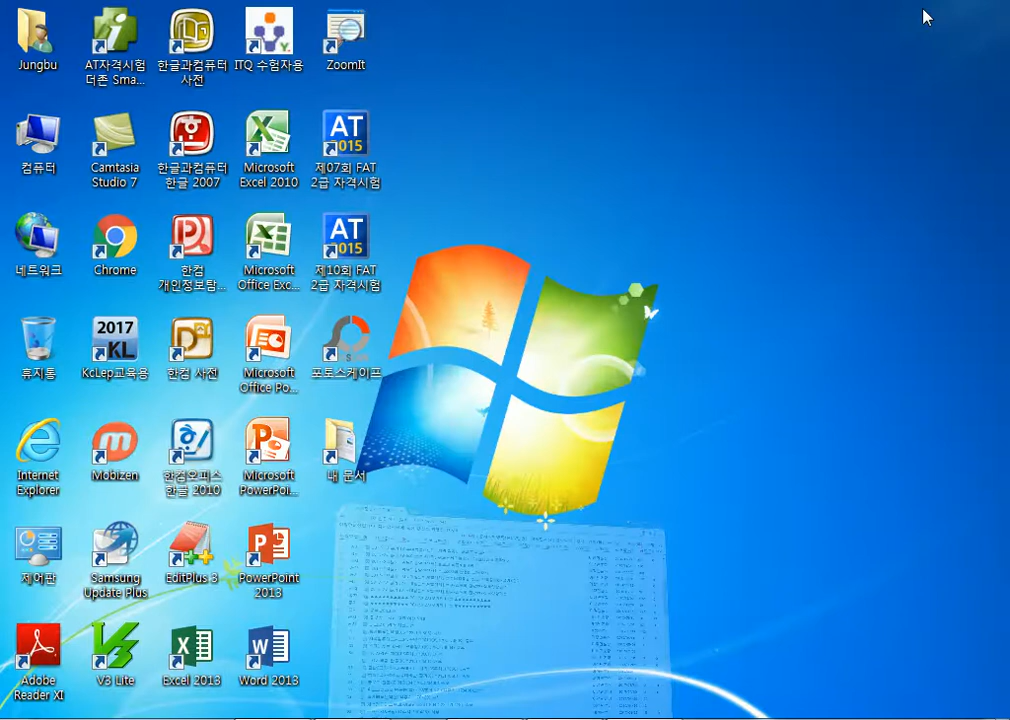 Jungbu
AT자격시험
더존 Sma...
한글과컴퓨터
사전
ITQ 수험자용
ZoomIt
컴퓨터
Camtasia
Studio 7
한글과컴퓨터
한글 2007
Microsoft
Excel 2010
AT
2015
제07회 FAT
2급 자격시험
네트워크
Chrome
한컴
개인정보탐...
Microsoft
Office Exc...
AT
2015
제10회 FAT
2급 자격시험
휴지통
2017
KL
KcLep교육용
한컴 사전
Microsoft
Office Po...
포토스케이프
Internet
Explorer
Mobizen
한컴오피스
한글 2010
Microsoft
PowerPoi...
내 문서
제어판
Samsung
Update Plus
EditPlus 3
PowerPoint
2013
Adobe
Reader XI
V3 Lite
Excel 2013
Word 2013